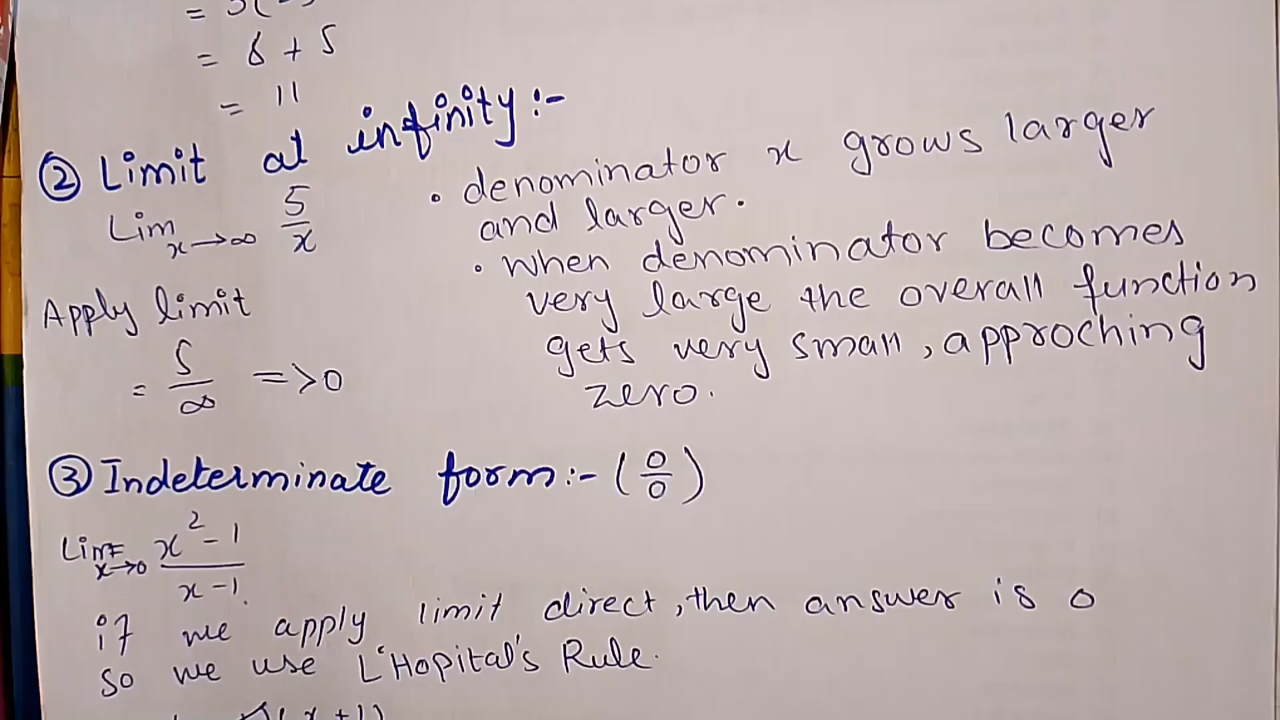 = 6 + 5
= 11
② Limit at infinity :-
Lim x→∞ 5/x
• denominator x grows larger
and larger.
• when denominator becomes
very large the overall function
gets very small, approching
zero.
Apply limit
= 5/∞ => 0
③ Indeterminate form:- (0/0)
Lim x→0 x² - 1 / x - 1.
if we apply limit direct, then answer is 0
so we use L'Hopital's Rule.
(x + 1)